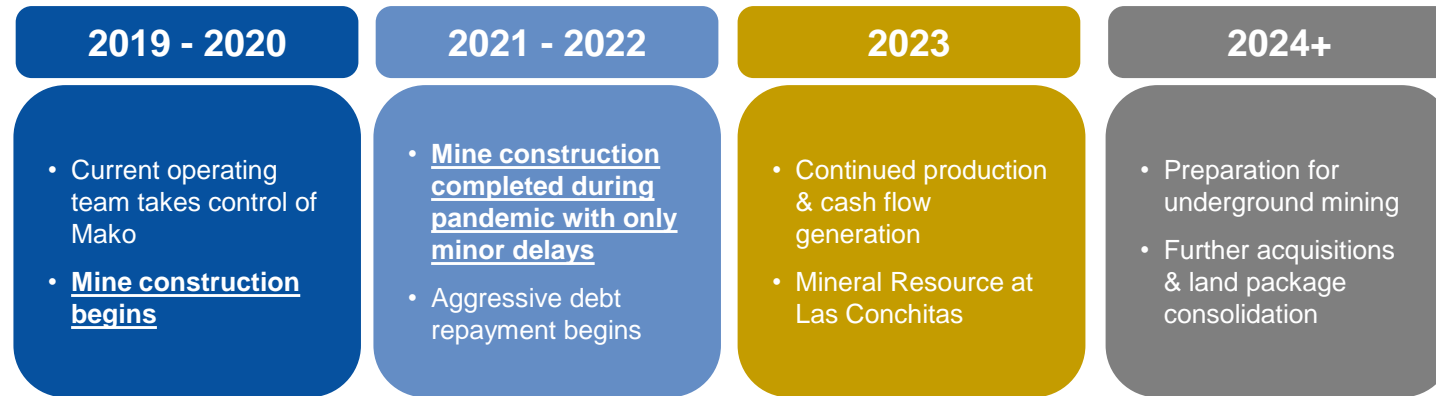 2019 - 2020
• Current operating
team takes control of
Mako
• Mine construction
begins
2021 - 2022
• Mine construction
completed during
pandemic with only
minor delays
• Aggressive debt
repayment begins
2023
• Continued production
& cash flow
generation
• Mineral Resource at
Las Conchitas
2024+
• Preparation for
underground mining
• Further acquisitions
& land package
consolidation